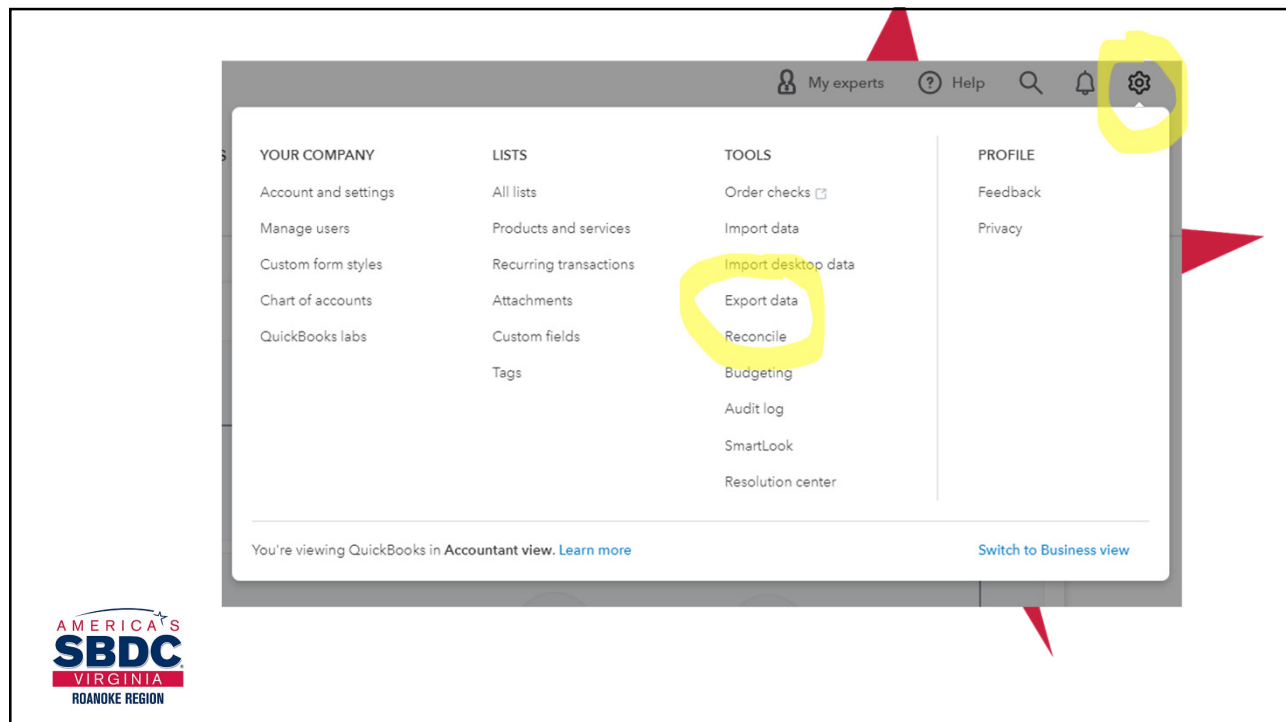 My experts
Help
S
YOUR COMPANY
Account and settings
Manage users
Custom form styles
Chart of accounts
QuickBooks labs
LISTS
All lists
Products and services
Recurring transactions
Attachments
Custom fields
Tags
TOOLS
Order checks
Import data
Import desktop data
Export data
Reconcile
Budgeting
Audit log
SmartLook
Resolution center
PROFILE
Feedback
Privacy
You're viewing QuickBooks in Accountant view. Learn more
Switch to Business view
AMERICA'S
SBDC
VIRGINIA
ROANOKE REGION